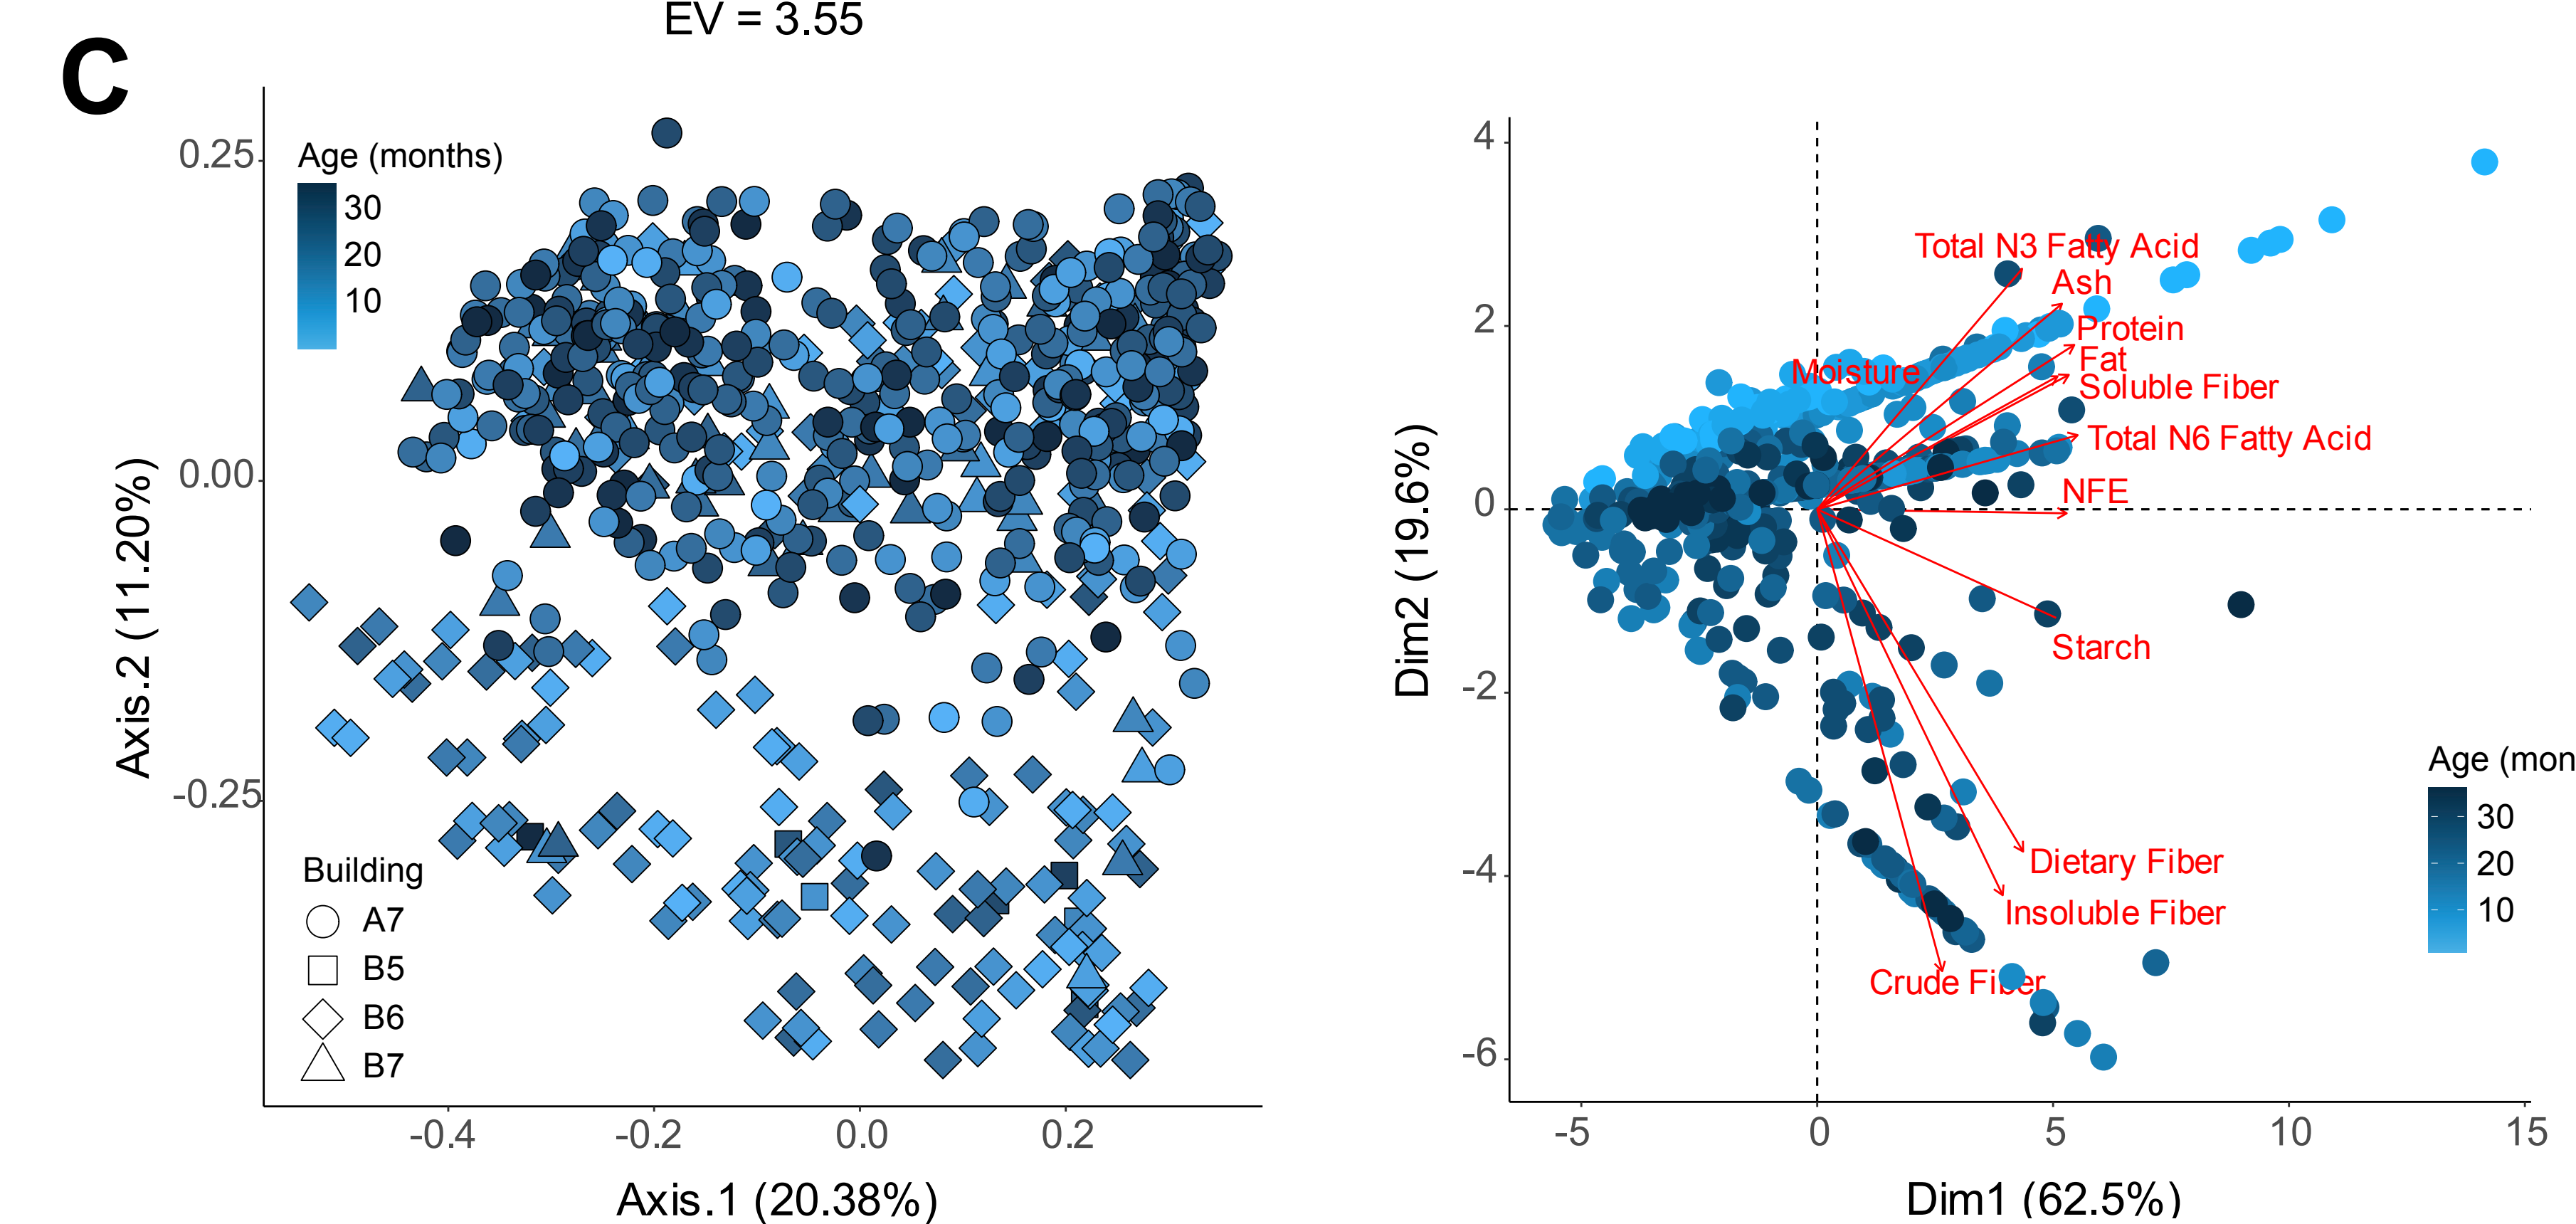 C
EV = 3.55
Age (months)
30
20
10
0.25
0.00
-0.25
Axis.2 (11.20%)
Building
A7
B5
B6
B7
-0.4
-0.2
0.0
0.2
Axis.1 (20.38%)
4
2
0
-2
-4
-6
Dim2 (19.6%)
Total N3 Fatty Acid
Ash
Protein
Fat
Moisture
Soluble Fiber
Total N6 Fatty Acid
NFE
Starch
Dietary Fiber
Insoluble Fiber
Crude Fiber
Age (mon
30
20
10
-5
0
5
10
15
Dim1 (62.5%)